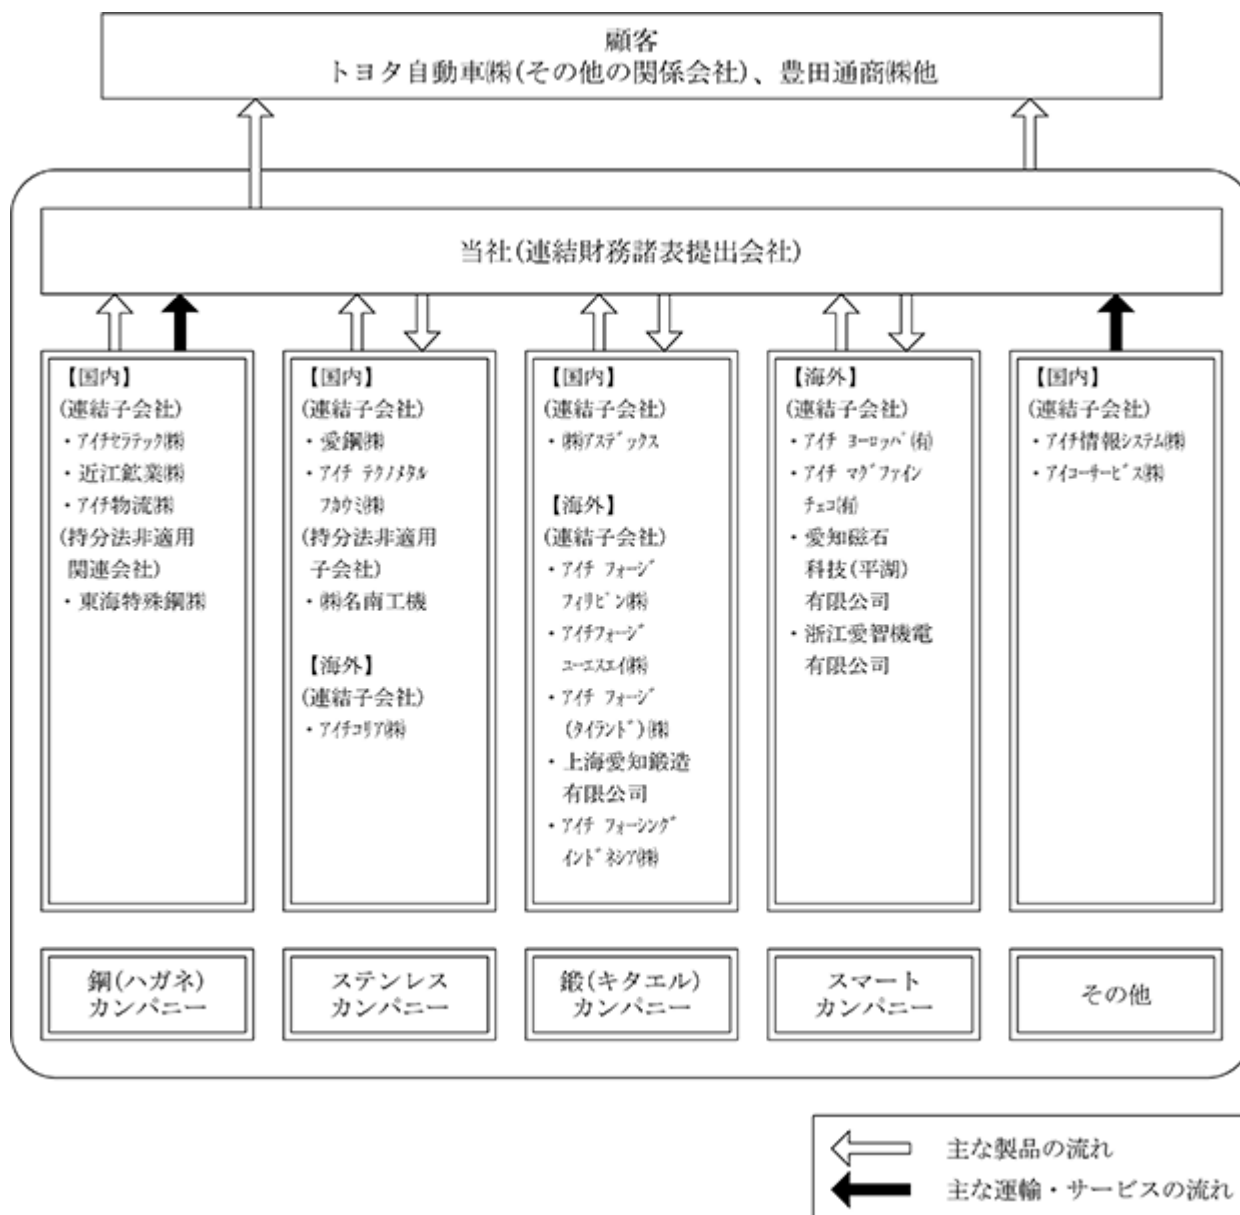 顧客
トヨタ自動車㈱(その他の関係会社)、豊田通商㈱他
当社(連結財務諸表提出会社)
【国内】
(連結子会社)
・ｱｲﾁｾﾗﾃｯｸ㈱
・近江鉱業㈱
・ｱｲﾁ物流㈱
(持分法非適用
関連会社)
・東海特殊鋼㈱
鋼(ハガネ)
カンパニー
【国内】
(連結子会社)
・愛鋼㈱
・ｱｲﾁ ﾃｸﾉﾒﾀﾙ
ﾌｶｳﾐ㈱
(持分法非適用
子会社)
・㈱名南工機
【海外】
(連結子会社)
・ｱｲﾁｺﾘｱ㈱
ステンレス
カンパニー
【国内】
(連結子会社)
・㈱ｱｽﾃﾞｯｸｽ
【海外】
(連結子会社)
・ｱｲﾁ ﾌｫｰｼﾞ
ﾌｨﾘﾋﾟﾝ㈱
・ｱｲﾁﾌｫｰｼﾞ
ﾕｰｴｽｴｲ㈱
・ｱｲﾁ ﾌｫｰｼﾞ
(ﾀｲﾗﾝﾄﾞ)㈱
・上海愛知鍛造
有限公司
・ｱｲﾁ ﾌｫｰｼﾝｸﾞ
ｲﾝﾄﾞﾈｼｱ㈱
鍛(キタエル)
カンパニー
【海外】
(連結子会社)
・ｱｲﾁ ﾖｰﾛｯﾊﾟ㈲
・ｱｲﾁ ﾏｸﾞﾌｧｲﾝ
ﾁｪｺ㈲
・愛知磁石
科技(平湖)
有限公司
・浙江愛智機電
有限公司
スマート
カンパニー
【国内】
(連結子会社)
・ｱｲﾁ情報ｼｽﾃﾑ㈱
・ｱｲｺｰｻｰﾋﾞｽ㈱
その他
主な製品の流れ
主な運輸・サービスの流れ